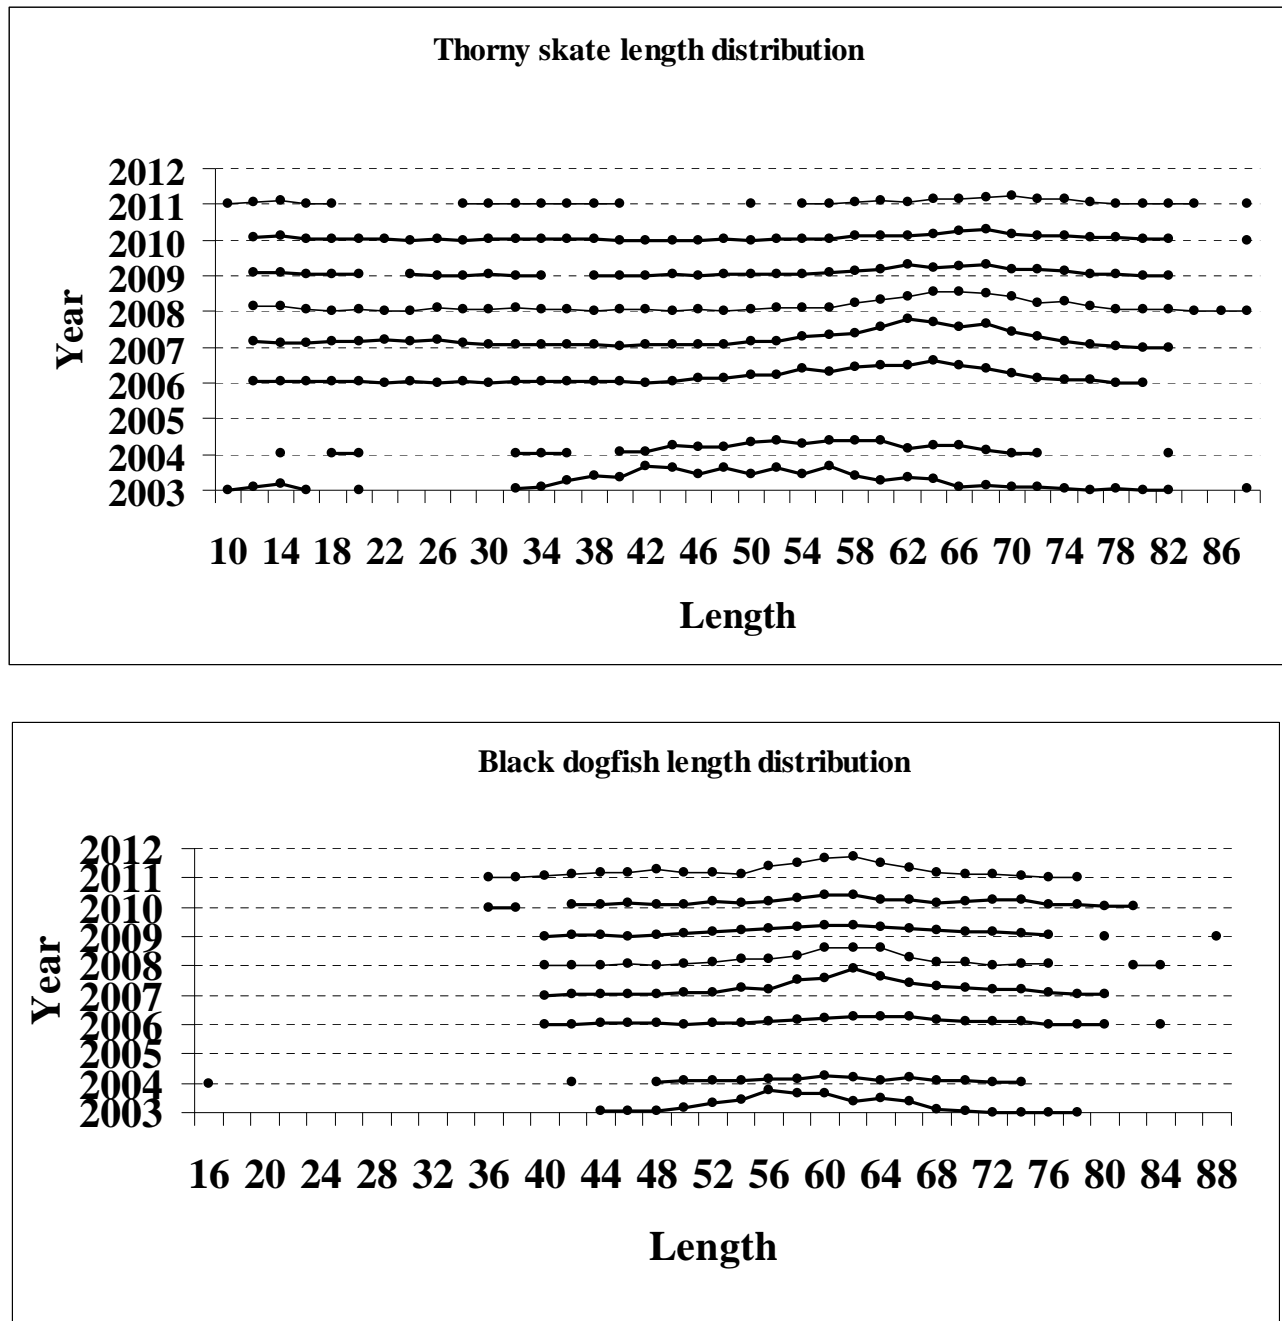 Thorny skate length distribution
2012
2011
2010
2009
2008
2007
2006
2005
2004
2003
Year
10 14 18 22 26 30 34 38 42 46 50 54 58 62 66 70 74 78 82 86
Length
Black dogfish length distribution
2012
2011
2010
2009
2008
2007
2006
2005
2004
2003
Year
16 20 24 28 32 36 40 44 48 52 56 60 64 68 72 76 80 84 88
Length